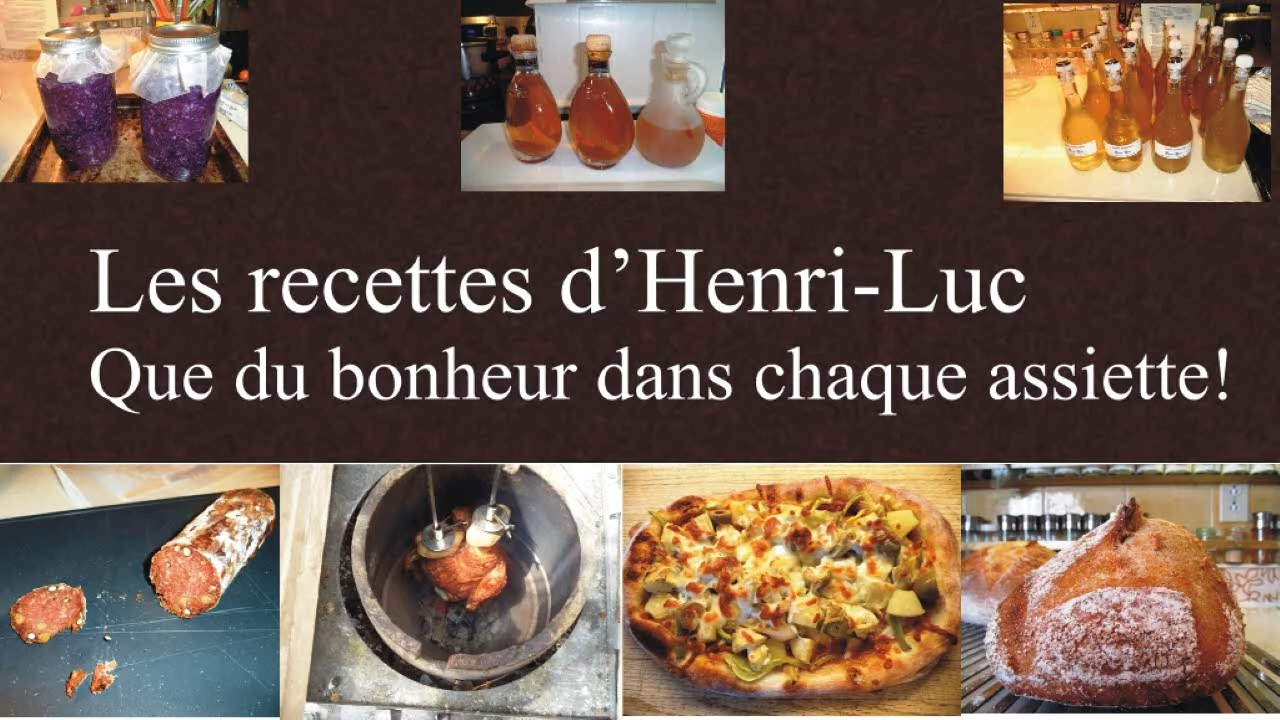 Les recettes d’Henri-Luc
Que du bonheur dans chaque assiette!